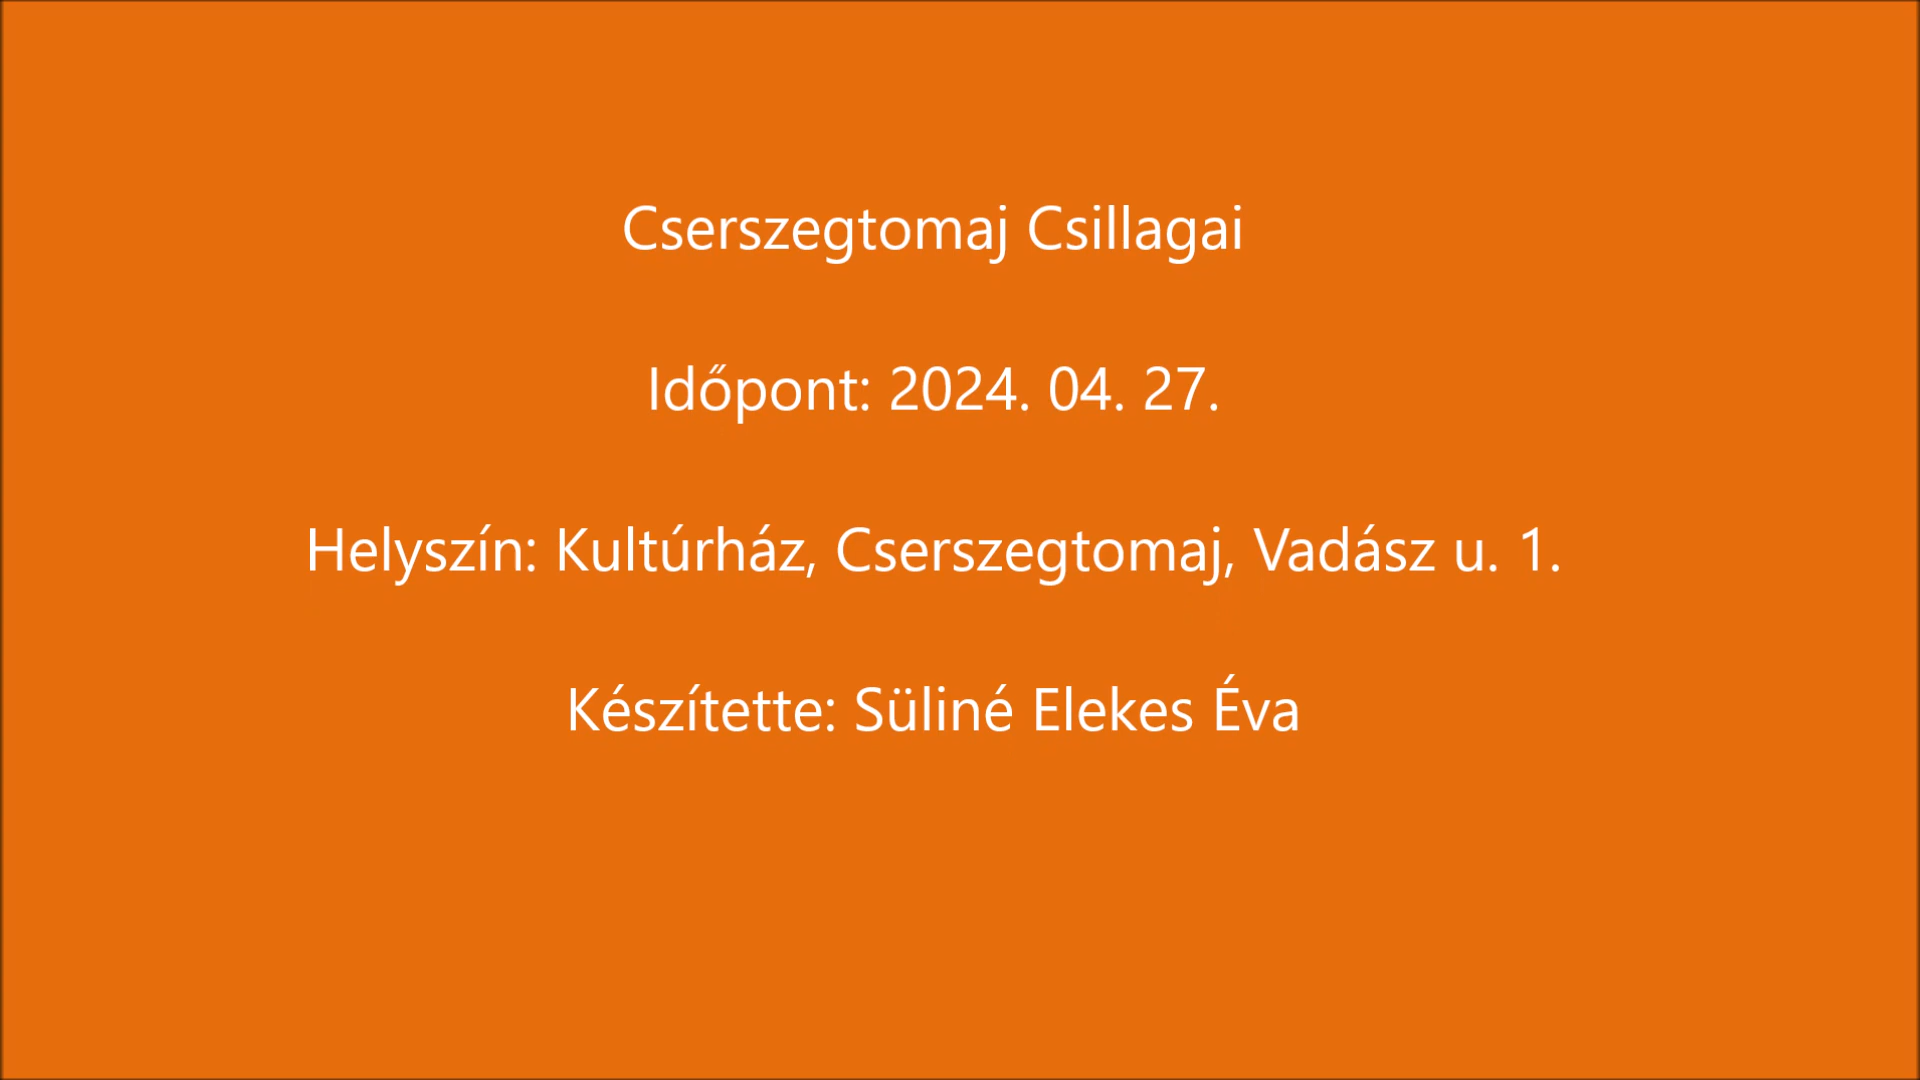 Cserszegtomaj Csillagai
Időpont: 2024. 04. 27.
Helyszín: Kultúrház, Cserszegtomaj, Vadász u. 1.
Készítette: Süliné Elekes Éva